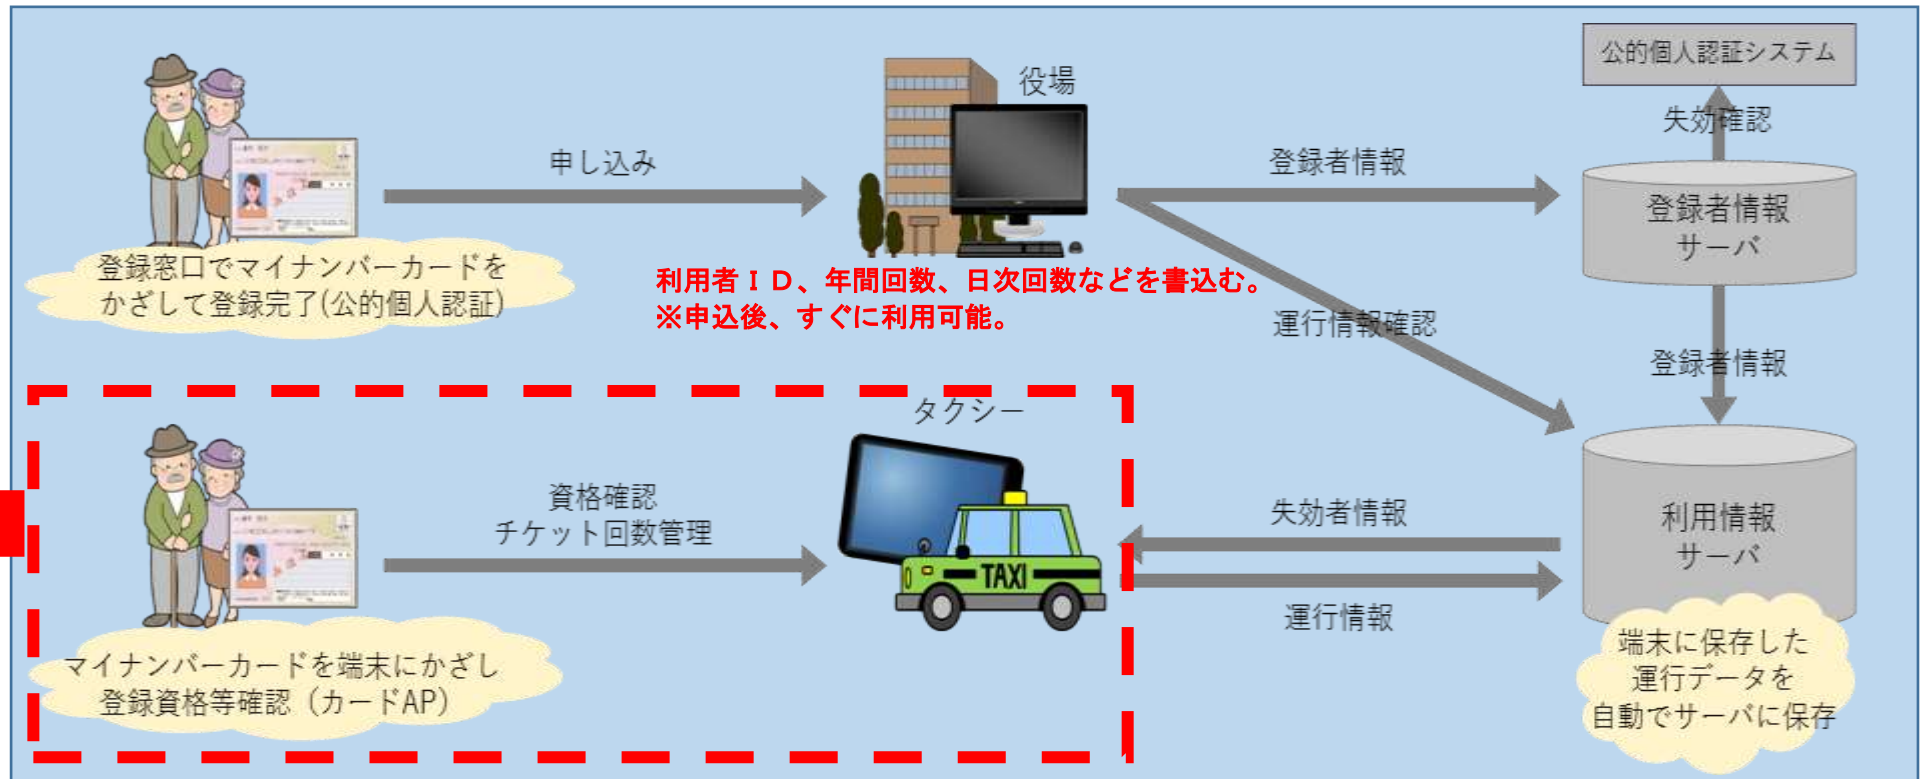 公的個人認証システム
役場
失効確認
申し込み
登録者情報
登録者情報
サーバ
登録窓口でマイナンバーカードを
かざして登録完了(公的個人認証)
利用者ID、年間回数、日次回数などを書込む。
※申込後、すぐに利用可能。
運行情報確認
登録者情報
タクシー
資格確認
チケット回数管理
TAXI
失効者情報
運行情報
利用情報
サーバ
マイナンバーカードを端末にかざし
登録資格等確認（カードAP）
端末に保存した
運行データを
自動でサーバに保存